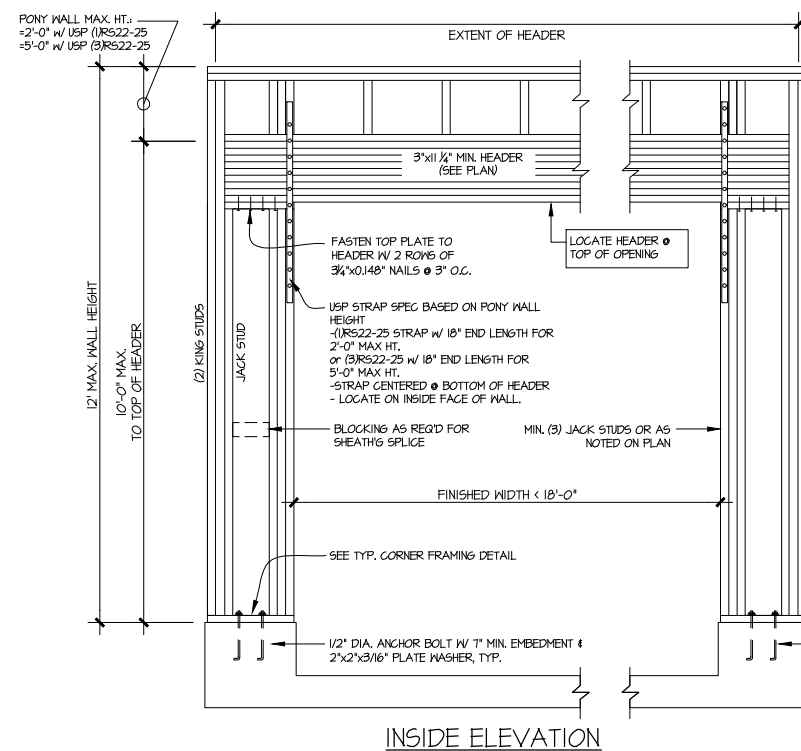 PONY WALL MAX. HT.:
=2'-0" W/ USP (1)RS22-25
=5'-0" W/ USP (3)RS22-25
EXTENT OF HEADER
3"x11 1/4" MIN. HEADER
(SEE PLAN)
FASTEN TOP PLATE TO
HEADER W/ 2 ROWS OF
3 1/4"x0.148" NAILS @ 3" O.C.
LOCATE HEADER @
TOP OF OPENING
USP STRAP SPEC BASED ON PONY WALL
HEIGHT
-(1)RS22-25 STRAP w/ 18" END LENGTH FOR
2'-0" MAX HT.
or (3)RS22-25 w/ 18" END LENGTH FOR
5'-0" MAX HT.
-STRAP CENTERED @ BOTTOM OF HEADER
- LOCATE ON INSIDE FACE OF WALL.
12' MAX. WALL HEIGHT
10'-0" MAX.
TO TOP OF HEADER
(2) KING STUDS
JACK STUD
BLOCKING AS REQ'D FOR
SHEATH'G SPLICE
MIN. (3) JACK STUDS OR AS
NOTED ON PLAN
FINISHED WIDTH < 18'-0"
SEE TYP. CORNER FRAMING DETAIL
1/2" DIA. ANCHOR BOLT W/ 7" MIN. EMBEDMENT &
2"x2"x3/16" PLATE WASHER, TYP.
INSIDE ELEVATION